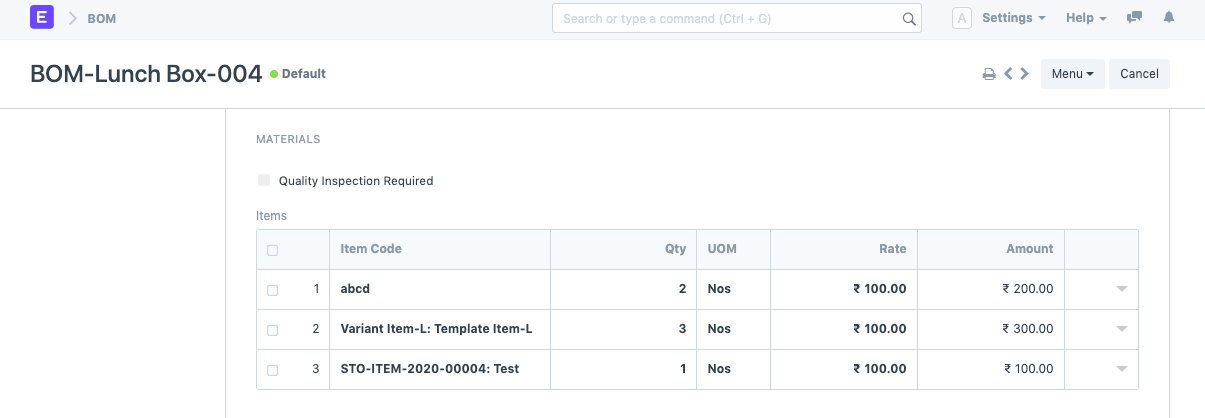 E BOM Search or type a command (Ctrl + G) A Settings Help
BOM-Lunch Box-004 Default Menu Cancel
MATERIALS
Quality Inspection Required
Items
Item Code Qty UOM Rate Amount
1 abcd 2 Nos ₹ 100.00 ₹ 200.00
2 Variant Item-L: Template Item-L 3 Nos ₹ 100.00 ₹ 300.00
3 STO-ITEM-2020-00004: Test 1 Nos ₹ 100.00 ₹ 100.00